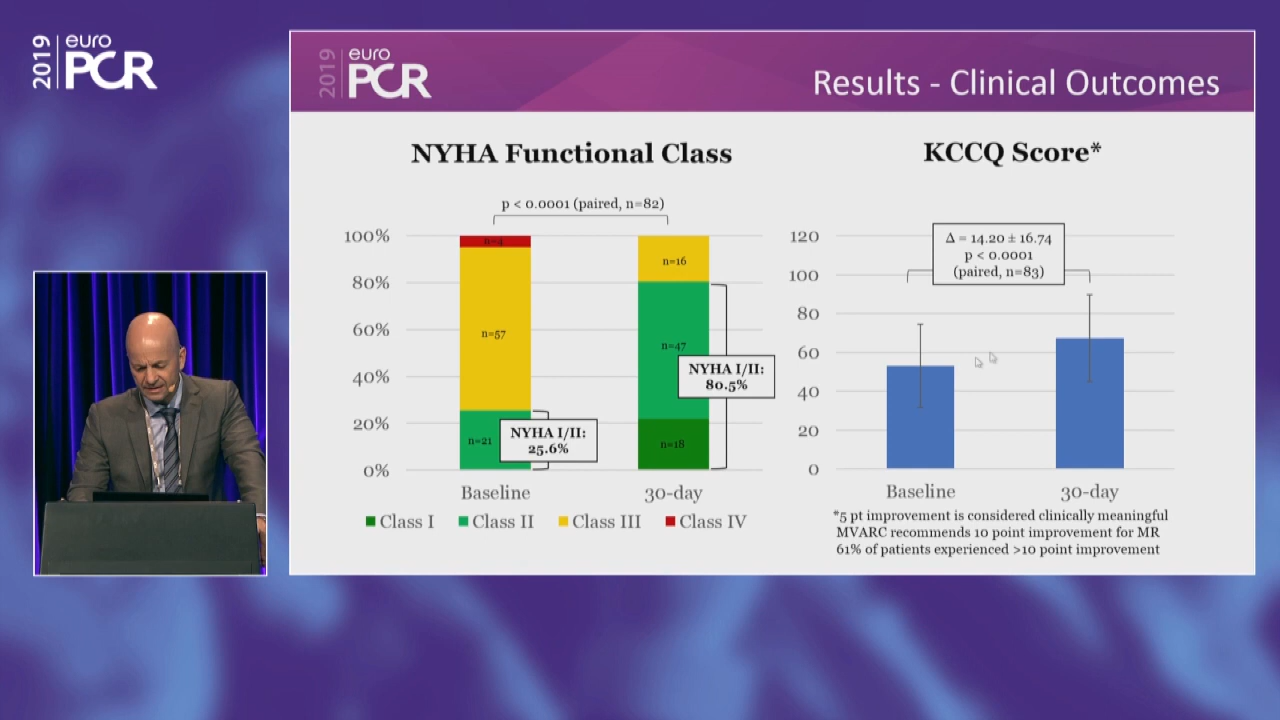 2019 euro PCR
2019 euro PCR
Results - Clinical Outcomes
NYHA Functional Class
p < 0.0001 (paired, n=82)
100%
80%
60%
40%
20%
0%
n=4
n=57
n=21
NYHA I/II:
25.6%
n=16
n=47
NYHA I/II:
80.5%
n=18
Baseline
30-day
Class I
Class II
Class III
Class IV
KCCQ Score*
Δ = 14.20 ± 16.74
p < 0.0001
(paired, n=83)
120
100
80
60
40
20
0
Baseline
30-day
*5 pt improvement is considered clinically meaningful
MVARC recommends 10 point improvement for MR
61% of patients experienced >10 point improvement